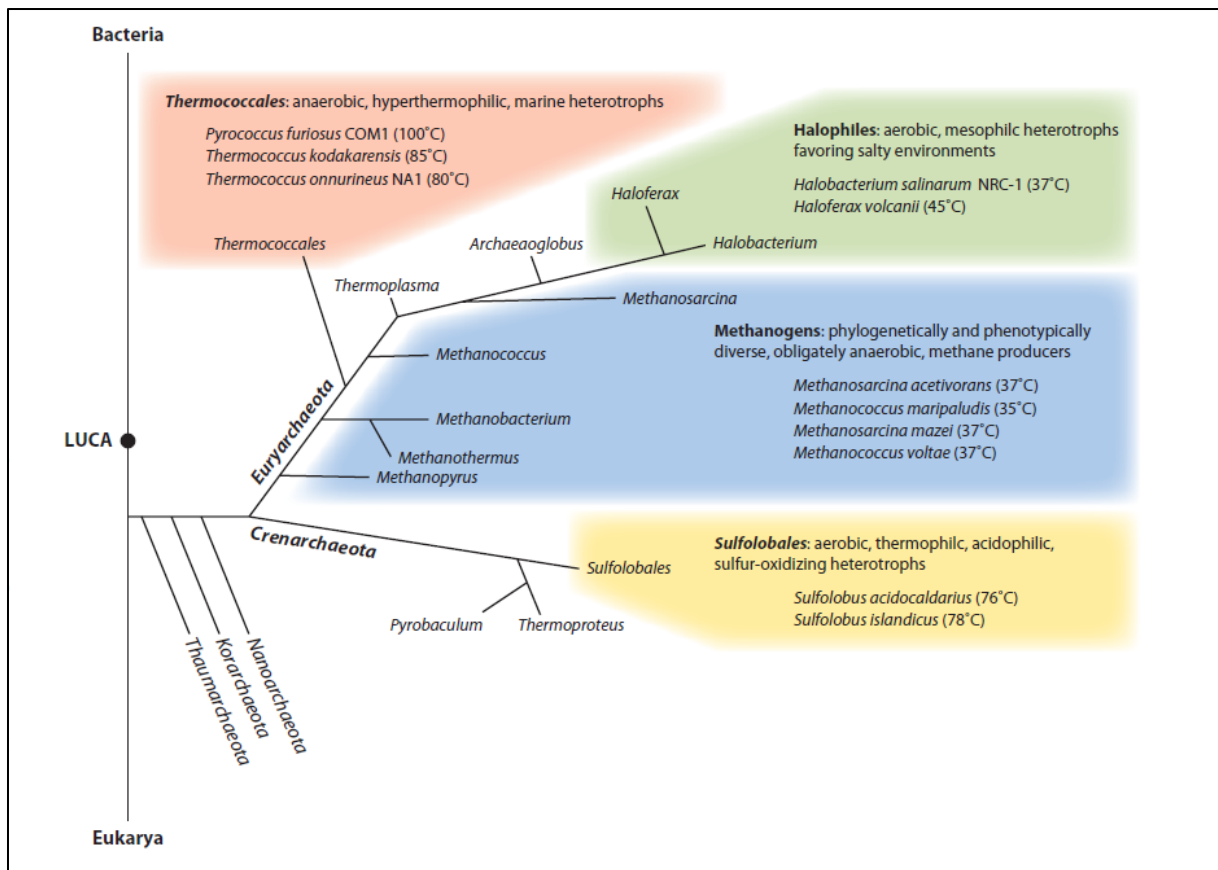 Bacteria
Thermococcales: anaerobic, hyperthermophilic, marine heterotrophs
Pyrococcus furiosus COM1 (100˚C)
Thermococcus kodakarensis (85˚C)
Thermococcus onnurineus NA1 (80˚C)
Halophiles: aerobic, mesophilc heterotrophs
favoring salty environments
Halobacterium salinarum NRC-1 (37˚C)
Haloferax volcanii (45˚C)
Haloferax
Thermococcales
Archaeaoglobus
Halobacterium
Thermoplasma
Methanosarcina
Methanogens: phylogenetically and phenotypically
diverse, obligately anaerobic, methane producers
Methanosarcina acetivorans (37˚C)
Methanococcus maripaludis (35˚C)
Methanosarcina mazei (37˚C)
Methanococcus voltae (37˚C)
Methanococcus
Euryarchaeota
Methanobacterium
LUCA
Methanothermus
Methanopyrus
Crenarchaeota
Sulfolobales: aerobic, thermophilc, acidophilic,
sulfur-oxidizing heterotrophs
Sulfolobus acidocaldarius (76˚C)
Sulfolobus islandicus (78˚C)
Sulfolobales
Pyrobaculum
Thermoproteus
Thaumarchaeota
Korarchaeota
Nanoarchaeota
Eukarya